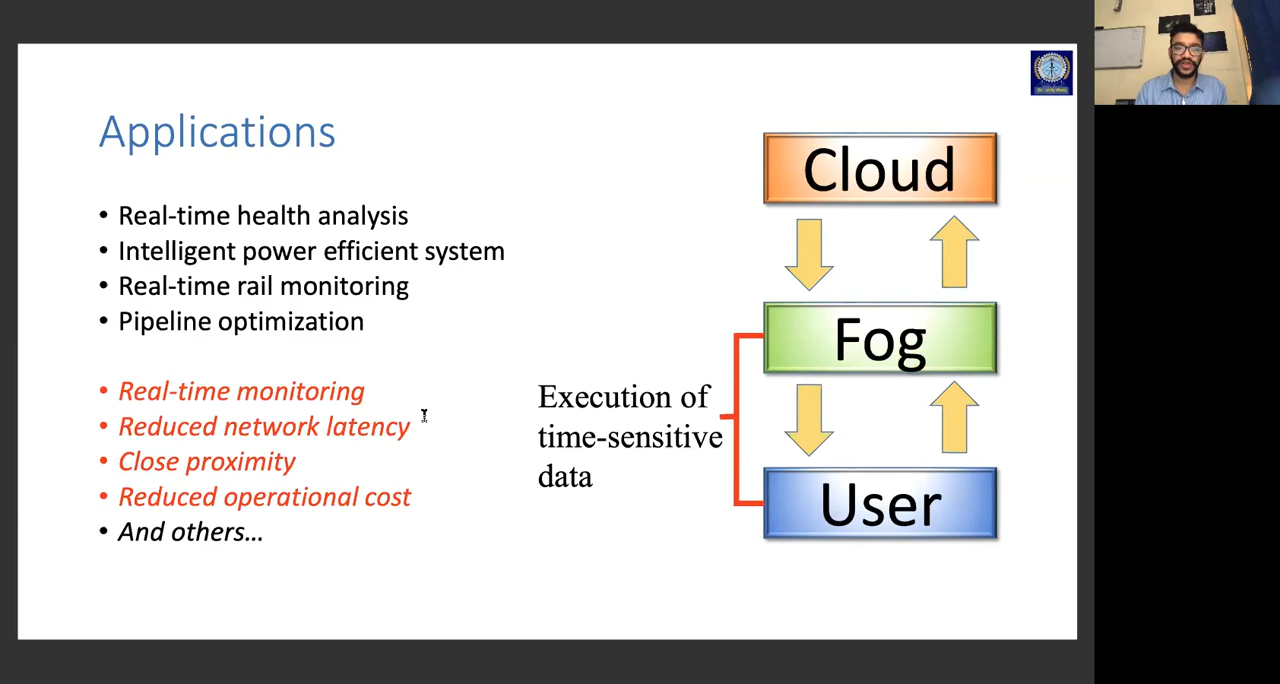 Applications
• Real-time health analysis
• Intelligent power efficient system
• Real-time rail monitoring
• Pipeline optimization
• Real-time monitoring
• Reduced network latency
• Close proximity
• Reduced operational cost
• And others...
Cloud
Fog
Execution of
time-sensitive
data
User